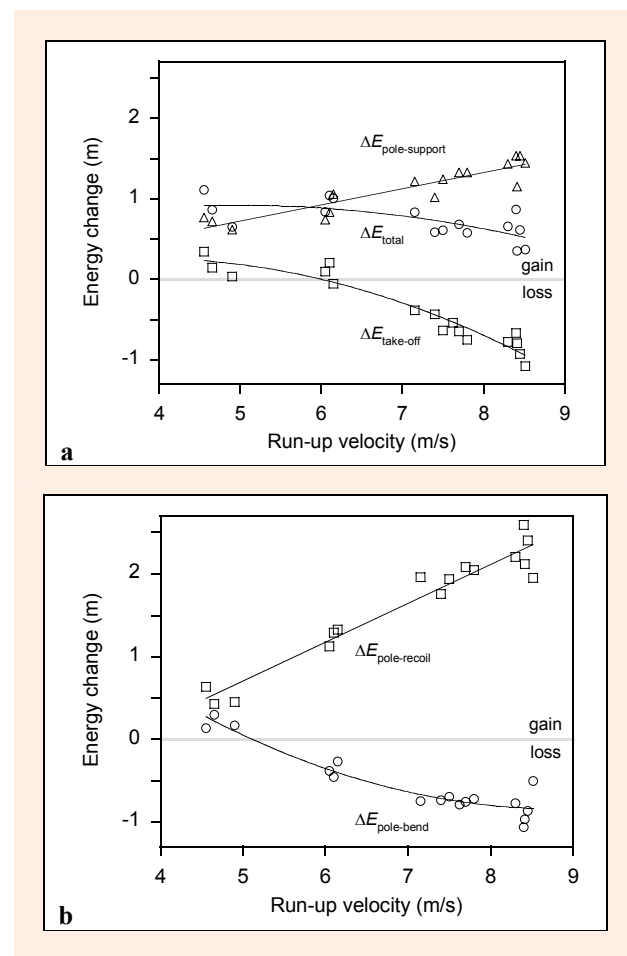 2
ΔEpole-support
1
ΔEtotal
gain
0
loss
ΔEtake-off
-1
4 5 6 7 8 9
Energy change (m)
Run-up velocity (m/s)
a
2
ΔEpole-recoil
1
gain
0
loss
ΔEpole-bend
-1
4 5 6 7 8 9
Energy change (m)
Run-up velocity (m/s)
b